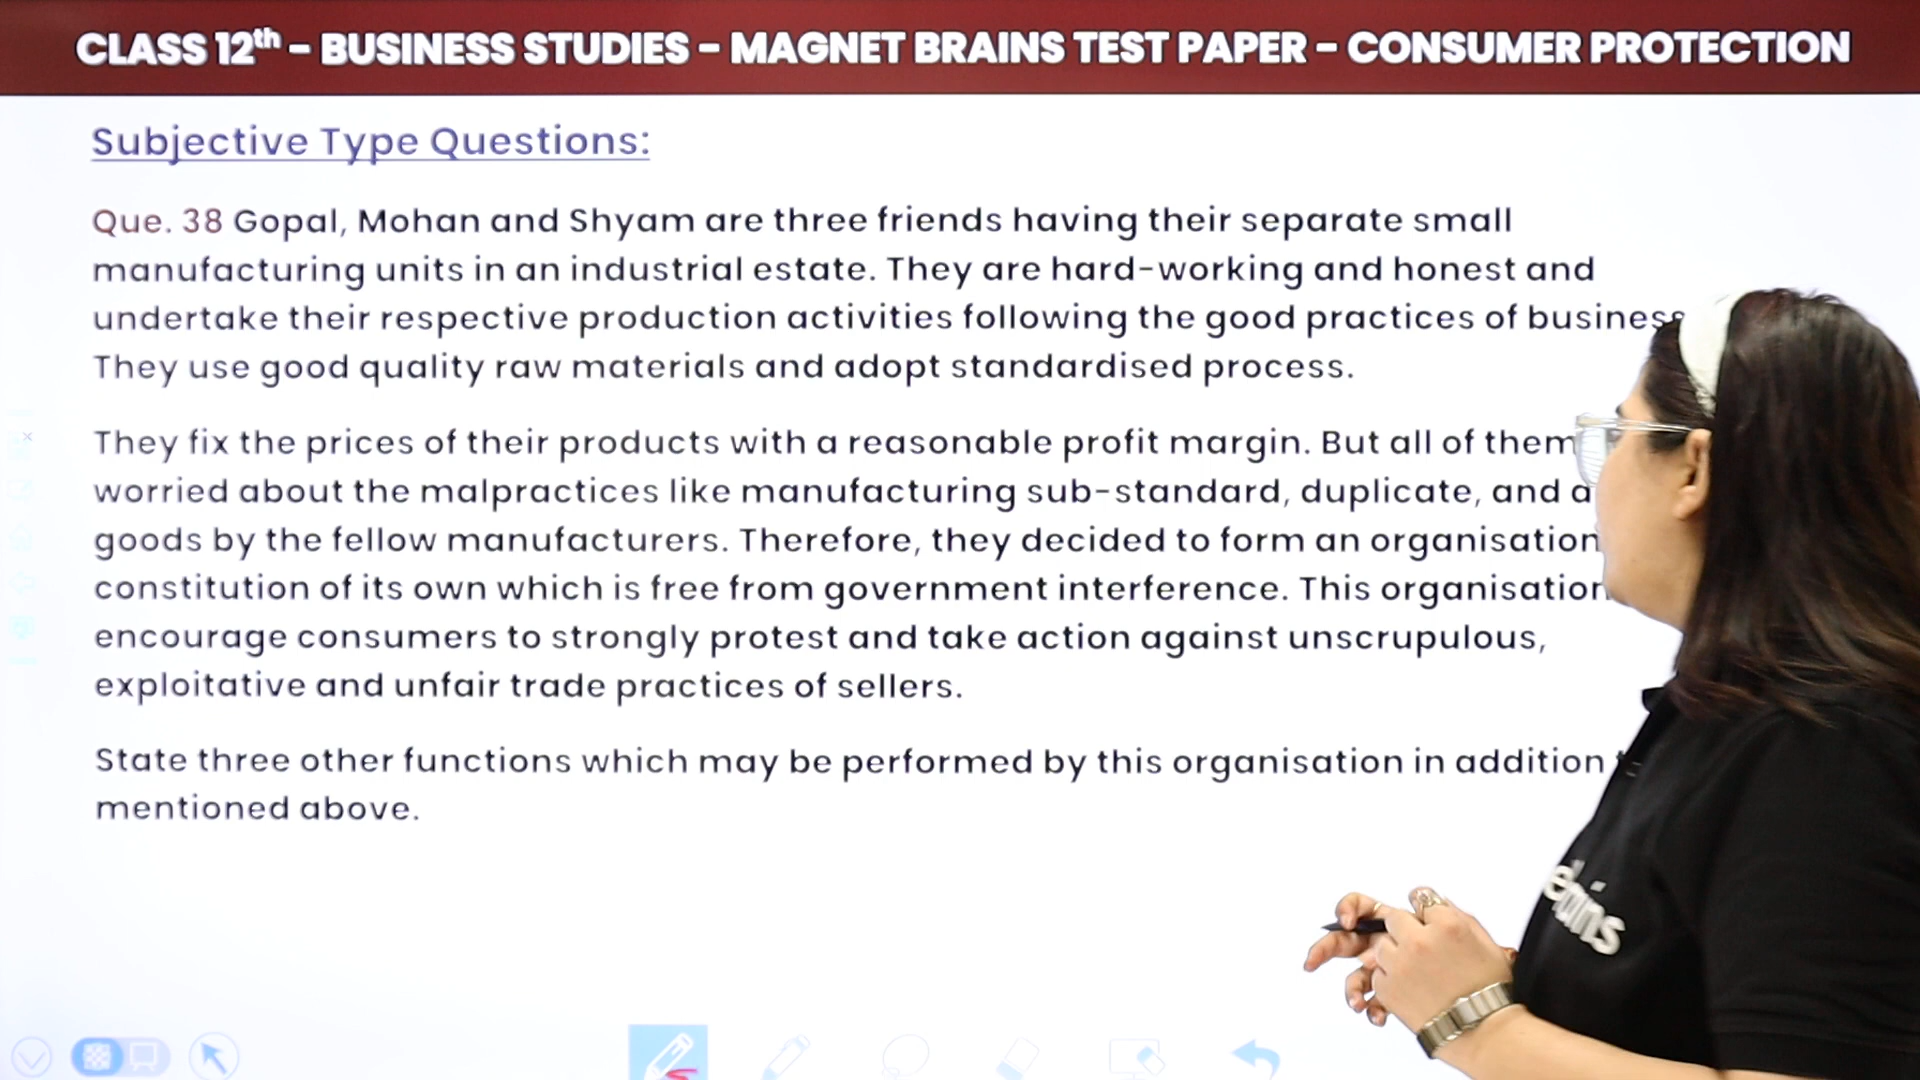 CLASS 12th – BUSINESS STUDIES – MAGNET BRAINS TEST PAPER – CONSUMER PROTECTION
Subjective Type Questions:
Que. 38 Gopal, Mohan and Shyam are three friends having their separate small
manufacturing units in an industrial estate. They are hard-working and honest and
undertake their respective production activities following the good practices of business
They use good quality raw materials and adopt standardised process.
They fix the prices of their products with a reasonable profit margin. But all of them
worried about the malpractices like manufacturing sub-standard, duplicate, and
goods by the fellow manufacturers. Therefore, they decided to form an organisation
constitution of its own which is free from government interference. This organisation
encourage consumers to strongly protest and take action against unscrupulous,
exploitative and unfair trade practices of sellers.
State three other functions which may be performed by this organisation in addition
mentioned above.